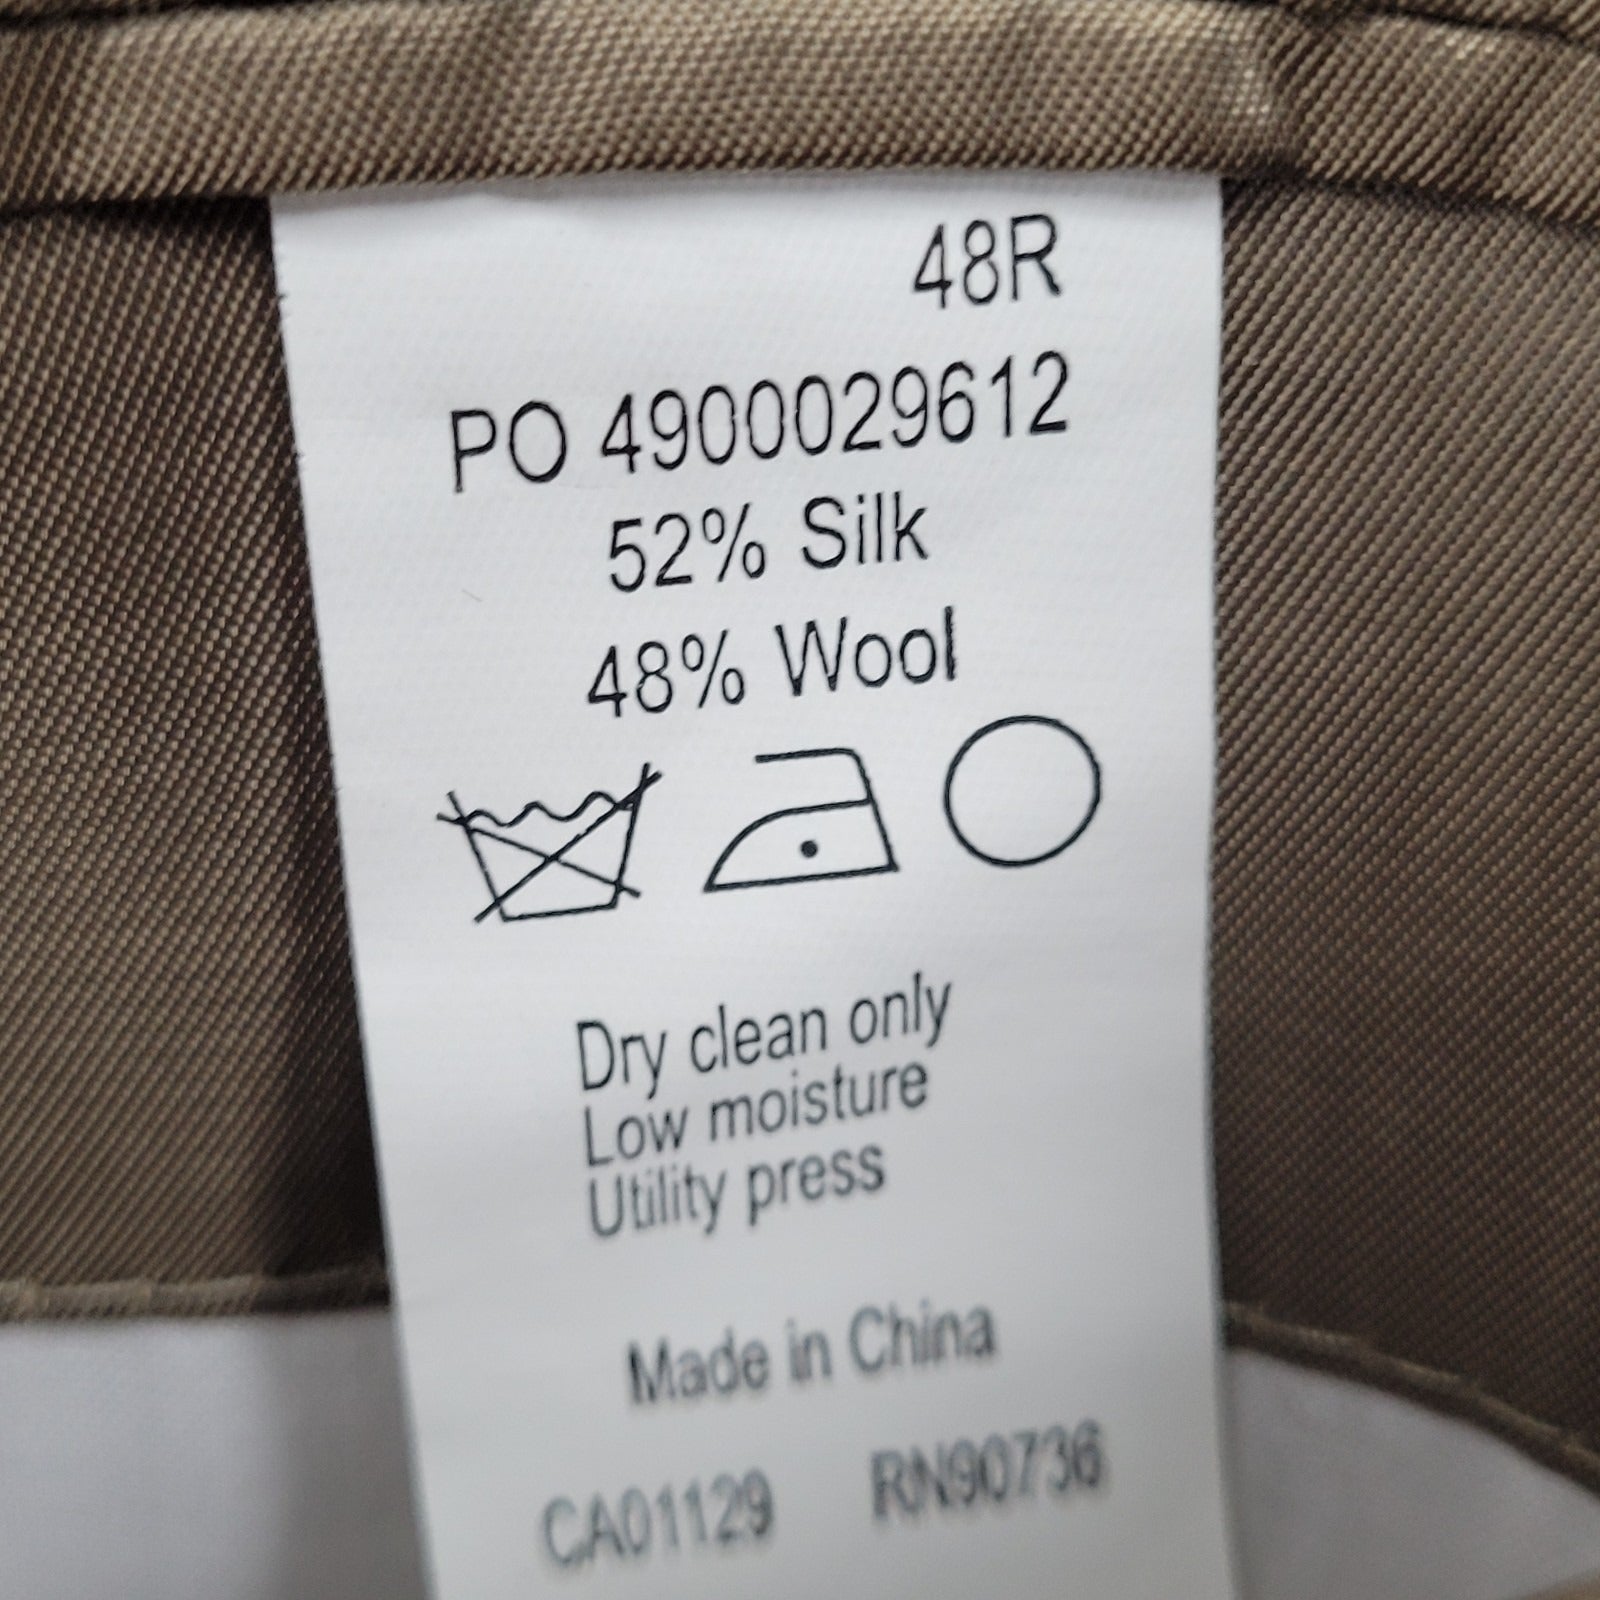 48R
PO 4900029612
52% Silk
48% Wool
Dry clean only
Low moisture
Utility press
Made in China
CA01129 RN90736